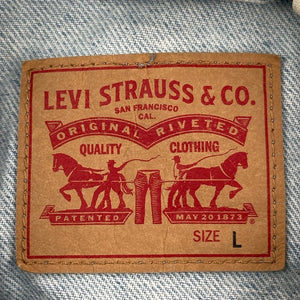 LEVI STRAUSS & CO.
SAN FRANCISCO
CAL.
ORIGINAL RIVETED
QUALITY CLOTHING
PATENTED MAY 20 1873
SIZE L